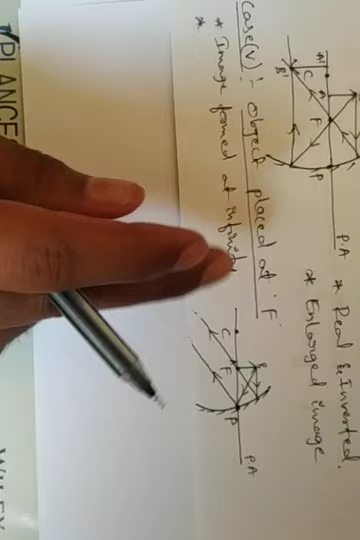 * Real & Inverted.
* Enlarged image
A'
C
A
F
B'
P
P.A
Case(V):- object placed at 'F'
* Image formed at infinity
*
C
F
B
P
P.A